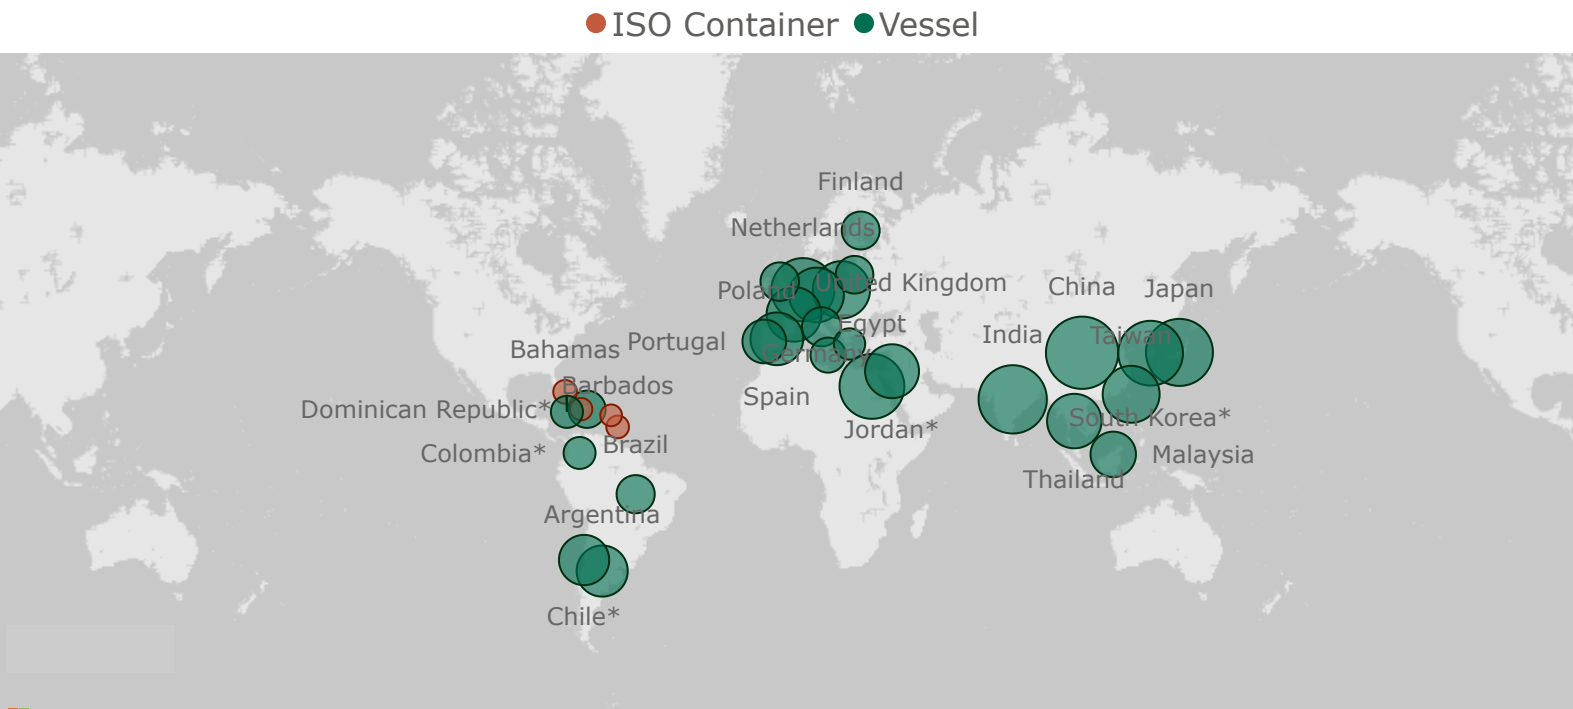 ISO Container Vessel
Finland
Netherlands
United Kingdom
Poland
China
Japan
Egypt
India
Taiwan
Portugal
Bahamas
Germany
Barbados
Spain
Dominican Republic*
South Korea*
Jordan*
Brazil
Colombia*
Malaysia
Thailand
Argentina
Chile*